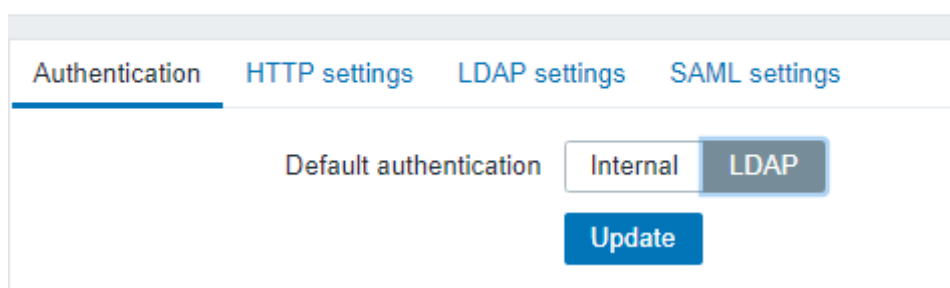 Authentication HTTP settings LDAP settings SAML settings
Default authentication Internal LDAP
Update